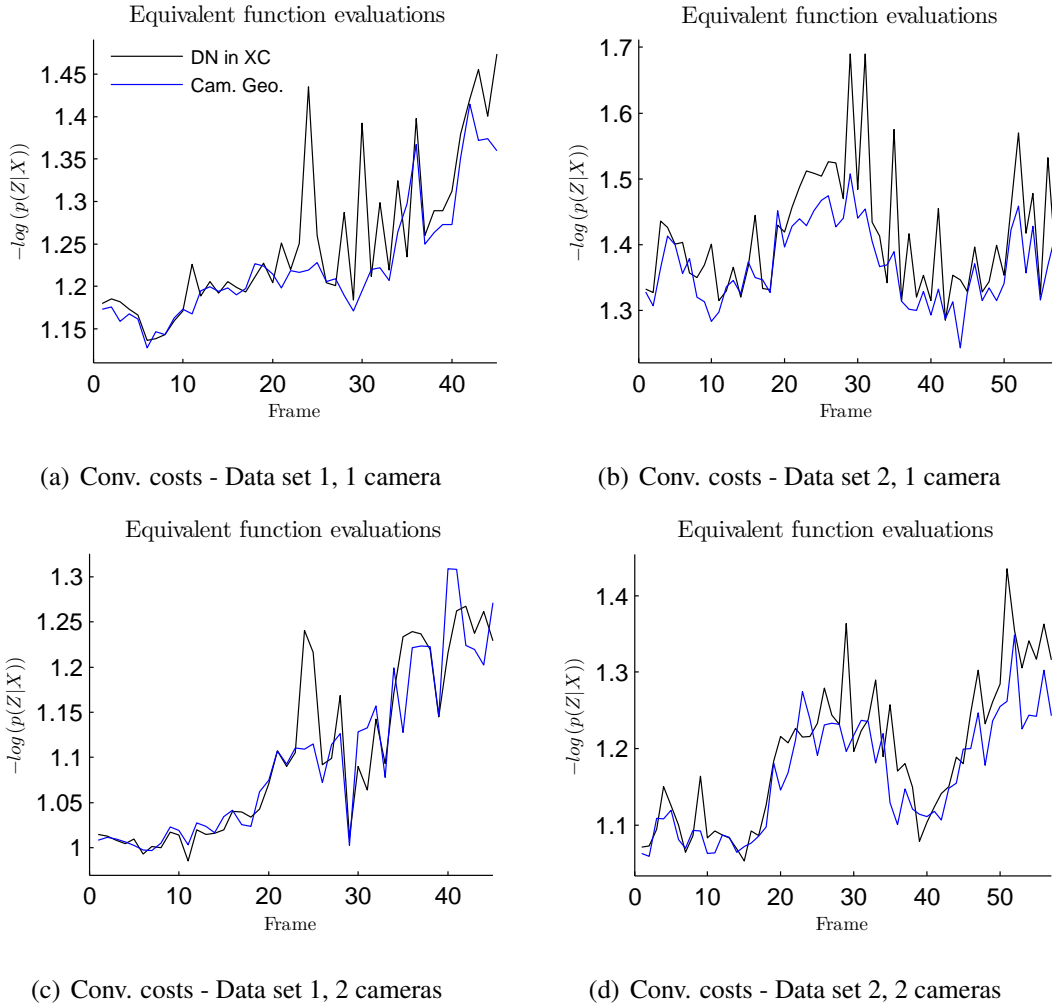 Equivalent function evaluations
Equivalent function evaluations
−log (p(Z|X))
1.45
1.4
1.35
1.3
1.25
1.2
1.15
DN in XC
Cam. Geo.
0 10 20 30 40
Frame
−log (p(Z|X))
1.7
1.6
1.5
1.4
1.3
0 10 20 30 40 50
Frame
(a) Conv. costs - Data set 1, 1 camera
(b) Conv. costs - Data set 2, 1 camera
Equivalent function evaluations
Equivalent function evaluations
−log (p(Z|X))
1.3
1.25
1.2
1.15
1.1
1.05
1
0 10 20 30 40
Frame
−log (p(Z|X))
1.4
1.3
1.2
1.1
0 10 20 30 40 50
Frame
(c) Conv. costs - Data set 1, 2 cameras
(d) Conv. costs - Data set 2, 2 cameras